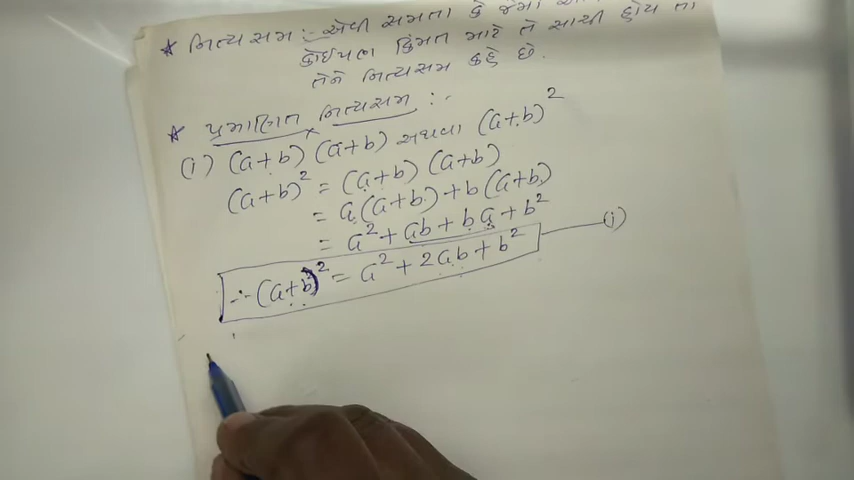 * નિત્યસમ :- એવી સમતા કે જેમાં
કોઈપણ કિંમત માટે તે સાચી હોય તો
તેને નિત્યસમ કહે છે.
* પ્રમાણિત નિત્યસમ :-
(1) (a+b) (a+b) અથવા (a+b)²
(a+b)² = (a+b) (a+b)
= a(a+b) + b(a+b)
= a² + ab + ba + b²
∴ (a+b)² = a² + 2ab + b² — (i)